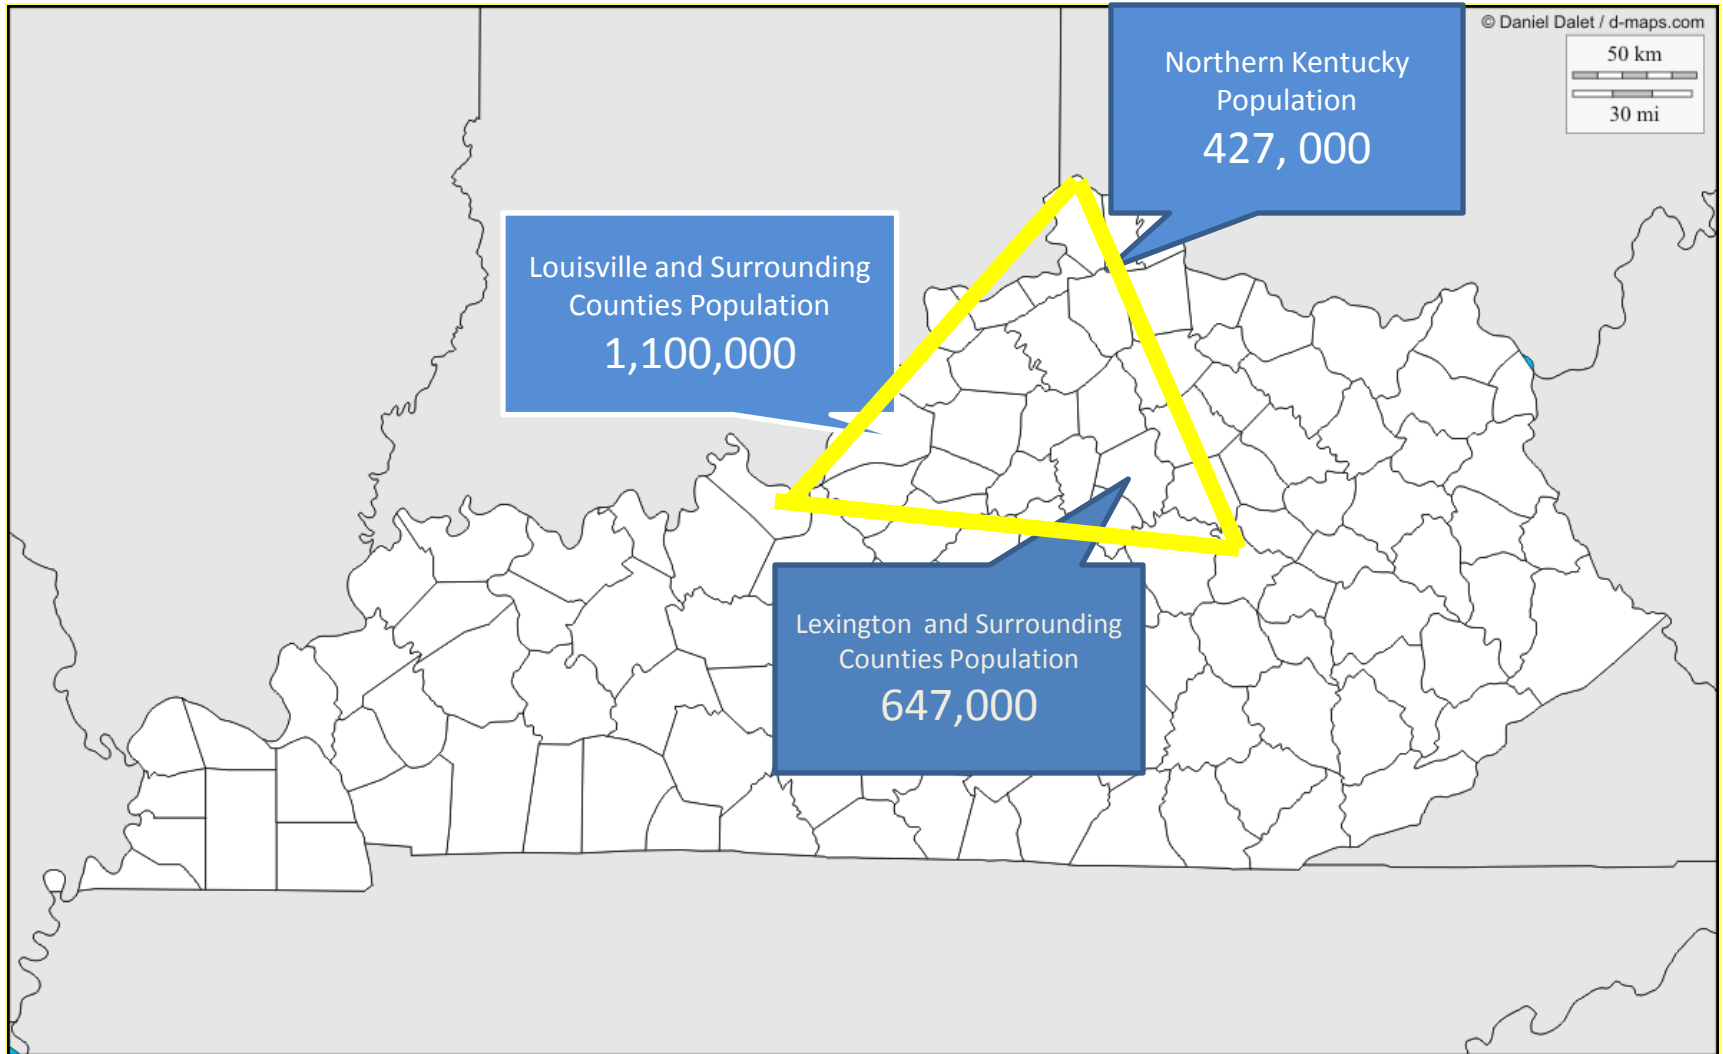 © Daniel Dalet / d-maps.com
50 km
30 mi
Northern Kentucky
Population
427, 000
Louisville and Surrounding
Counties Population
1,100,000
Lexington  and Surrounding
Counties Population
647,000